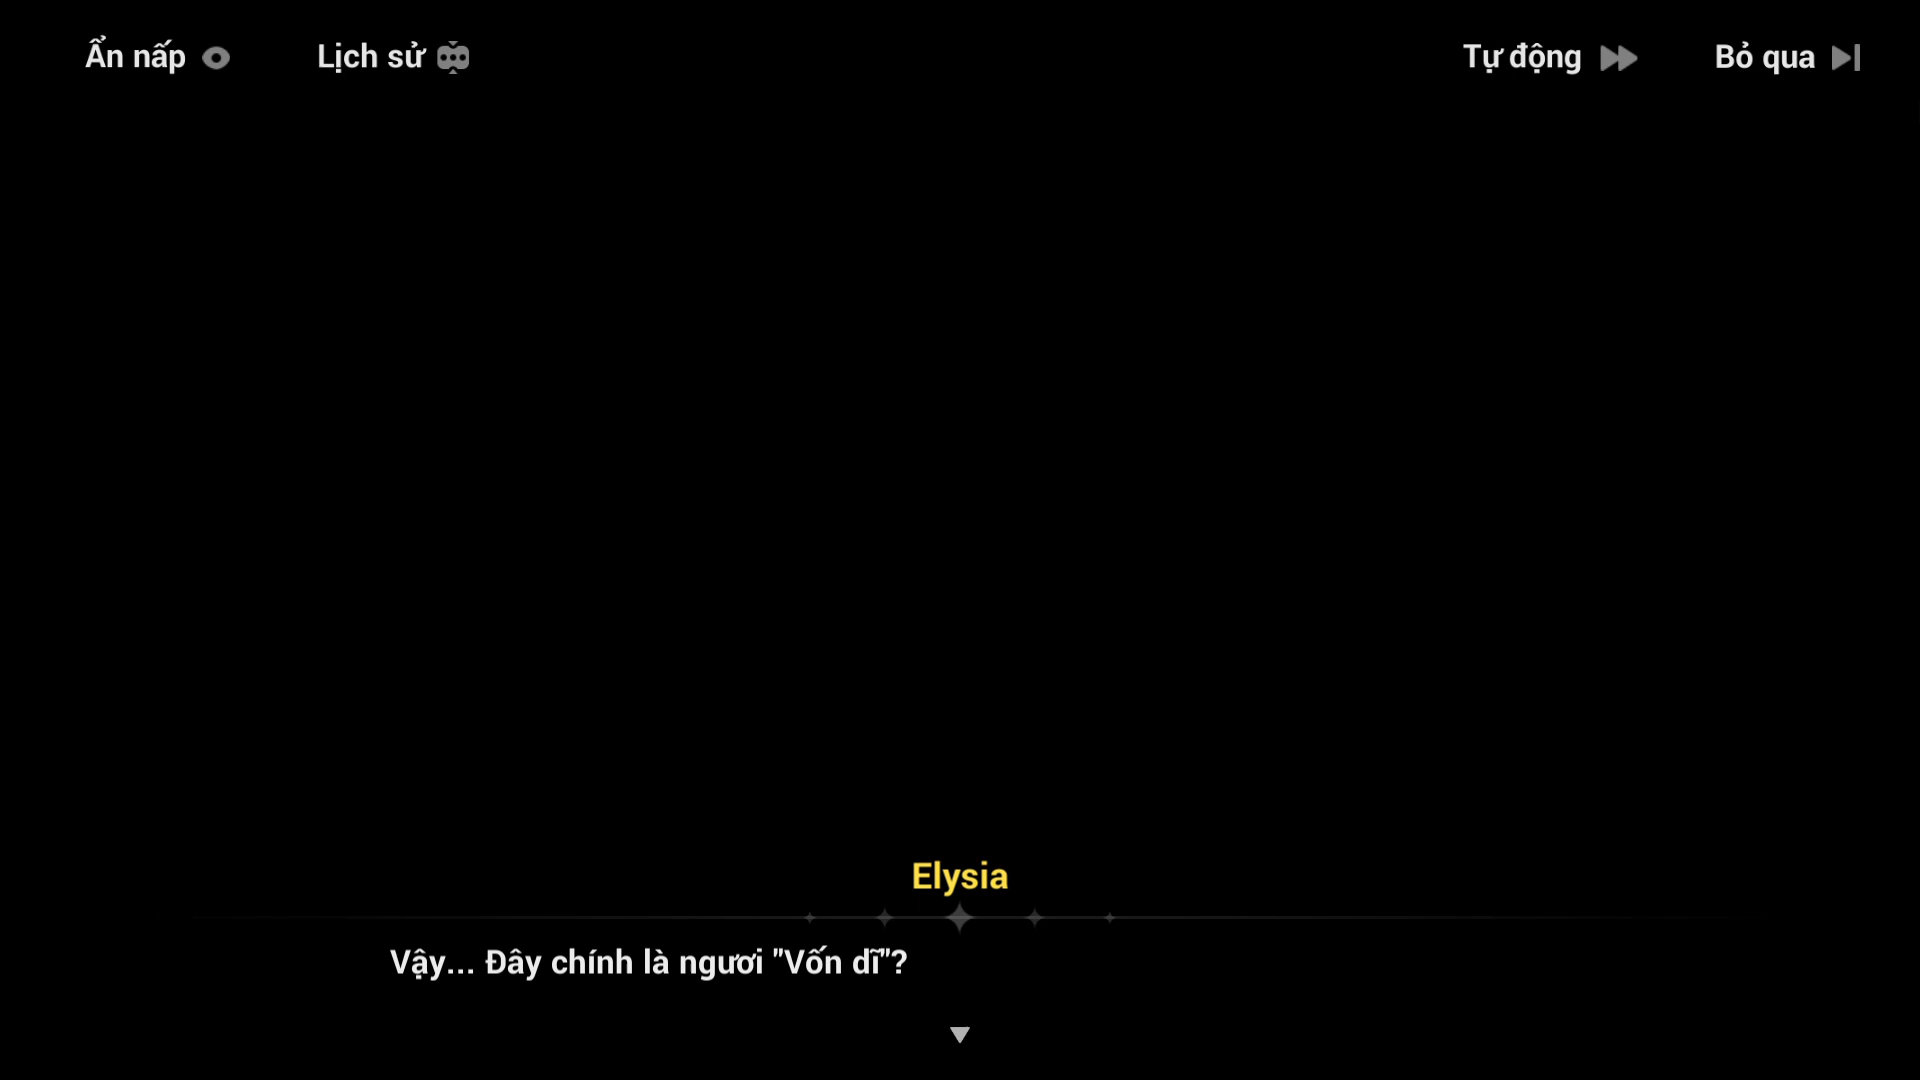 Ẩn nấp
Lịch sử
Tự động
Bỏ qua
Elysia
Vậy... Đây chính là ngươi "Vốn dĩ"?